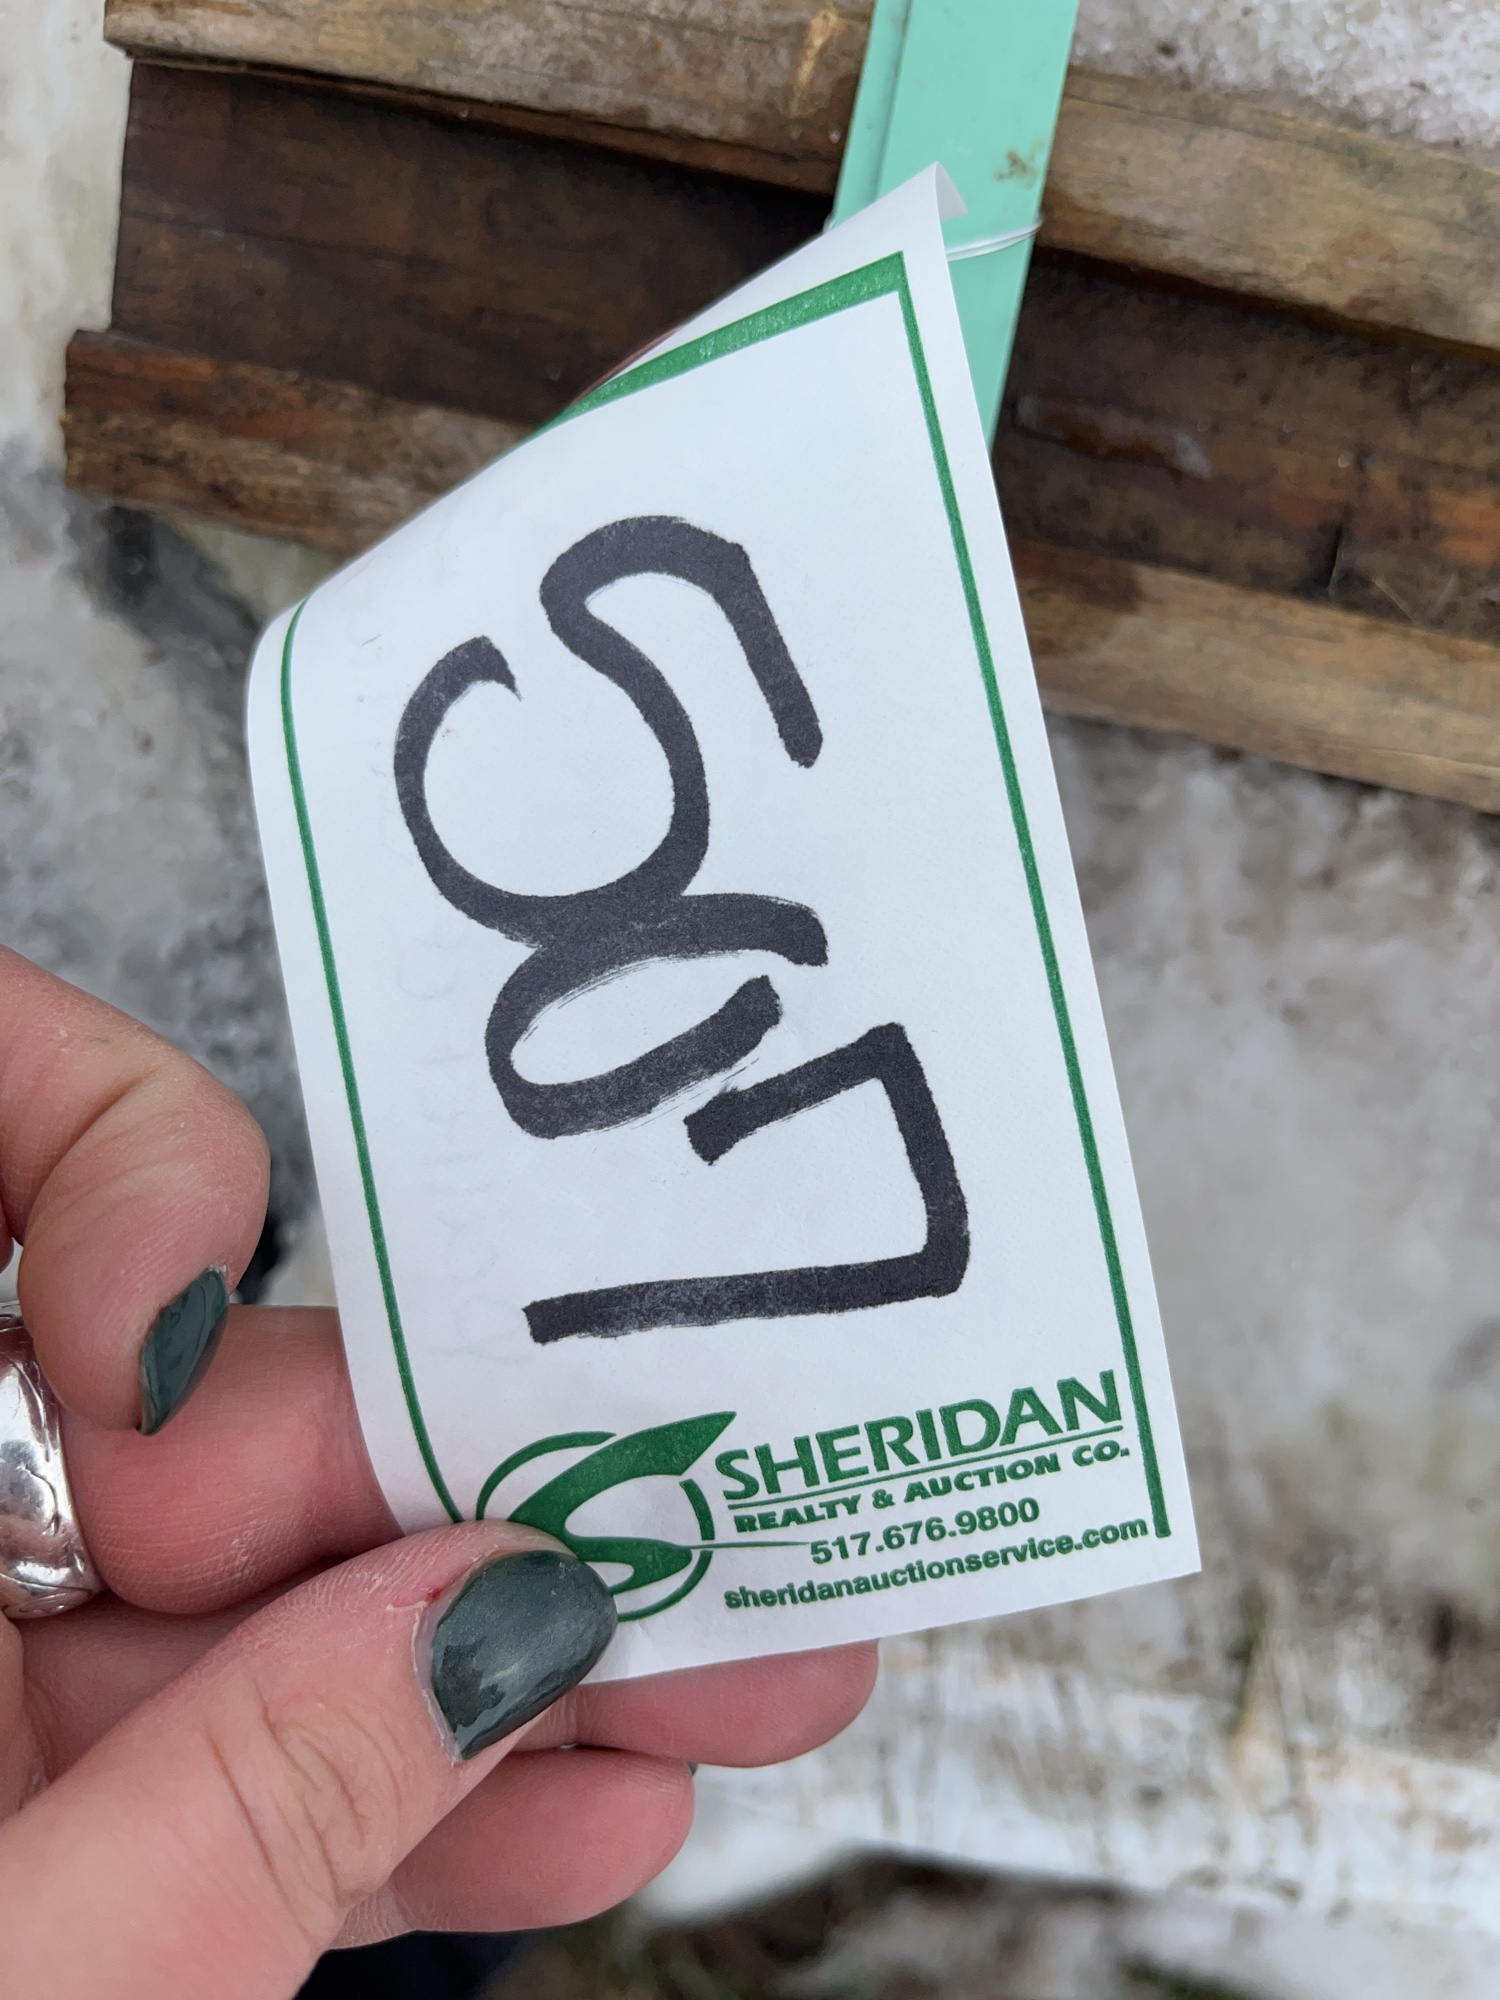 507
SHERIDAN
REALTY & AUCTION CO.
517.676.9800
sheridanauctionservice.com